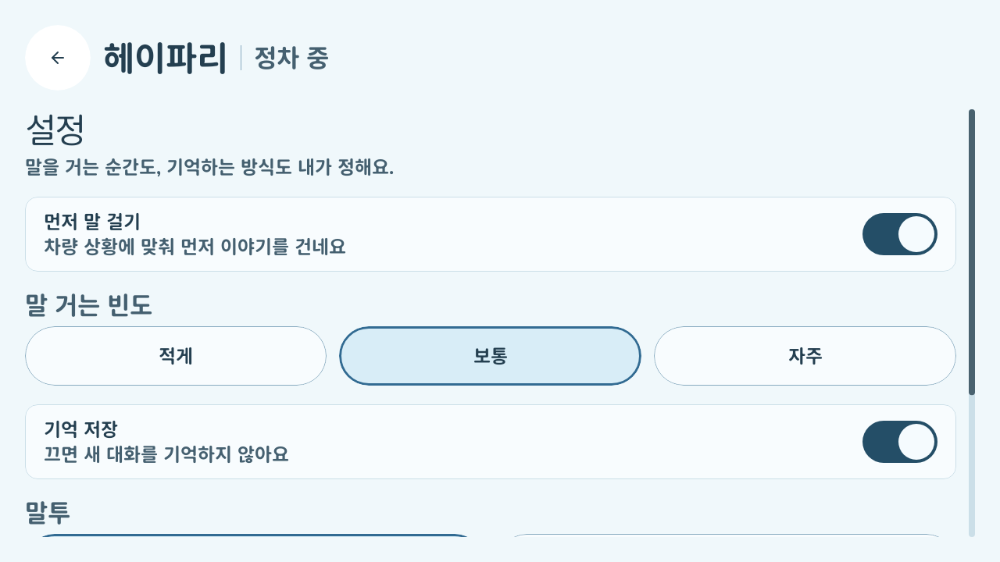 헤이파리
정차 중
설정
말을 거는 순간도, 기억하는 방식도 내가 정해요.
먼저 말 걸기
차량 상황에 맞춰 먼저 이야기를 건네요
말 거는 빈도
적게
보통
자주
기억 저장
끄면 새 대화를 기억하지 않아요
말투